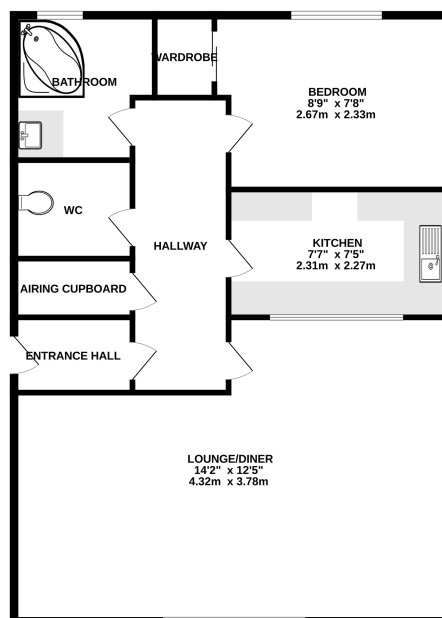 WARDROBE
BATHROOM
BEDROOM
8'9" x 7'8"
2.67m x 2.33m
WC
HALLWAY
KITCHEN
7'7" x 7'5"
2.31m x 2.27m
AIRING CUPBOARD
ENTRANCE HALL
LOUNGE/DINER
14'2" x 12'5"
4.32m x 3.78m